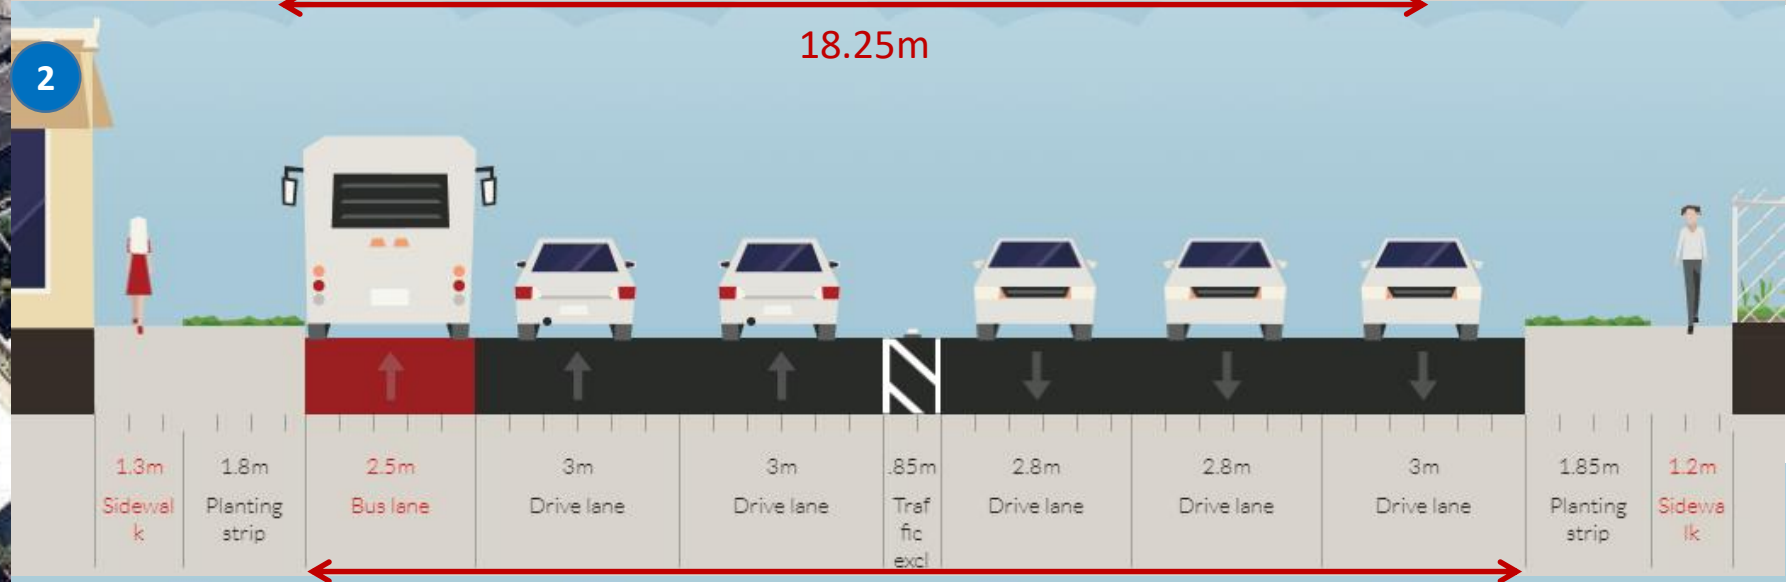 18.25m
2
1.3m
Sidewal
k
1.8m
Planting
strip
2.5m
Bus lane
3m
Drive lane
3m
Drive lane
.85m
Traf
fic
excl
2.8m
Drive lane
2.8m
Drive lane
3m
Drive lane
1.85m
Planting
strip
1.2m
Sidewa
lk